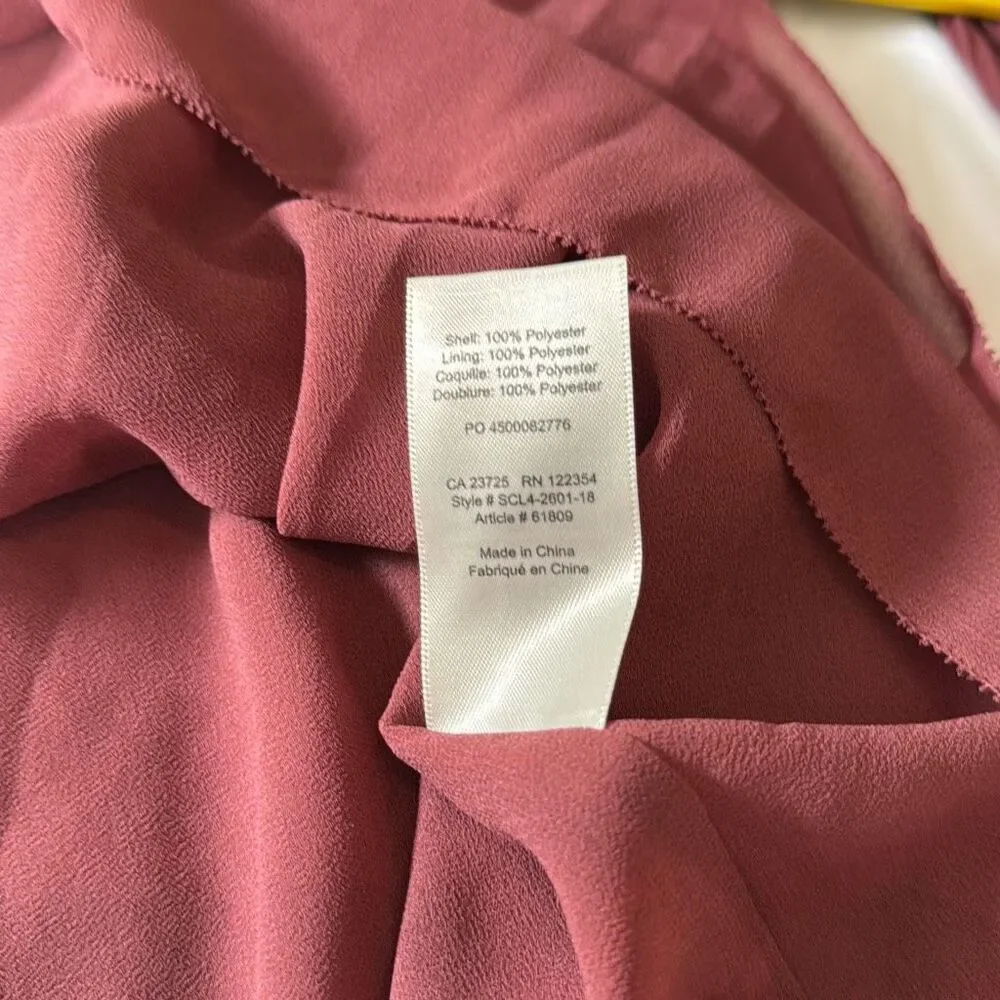 Shell: 100% Polyester
Lining: 100% Polyester
Coquille: 100% Polyester
Doublure: 100% Polyester
PO 4500082776
CA 23725 RN 122354
Style # SCL4-2601-18
Article # 61809
Made in China
Fabriqué en Chine